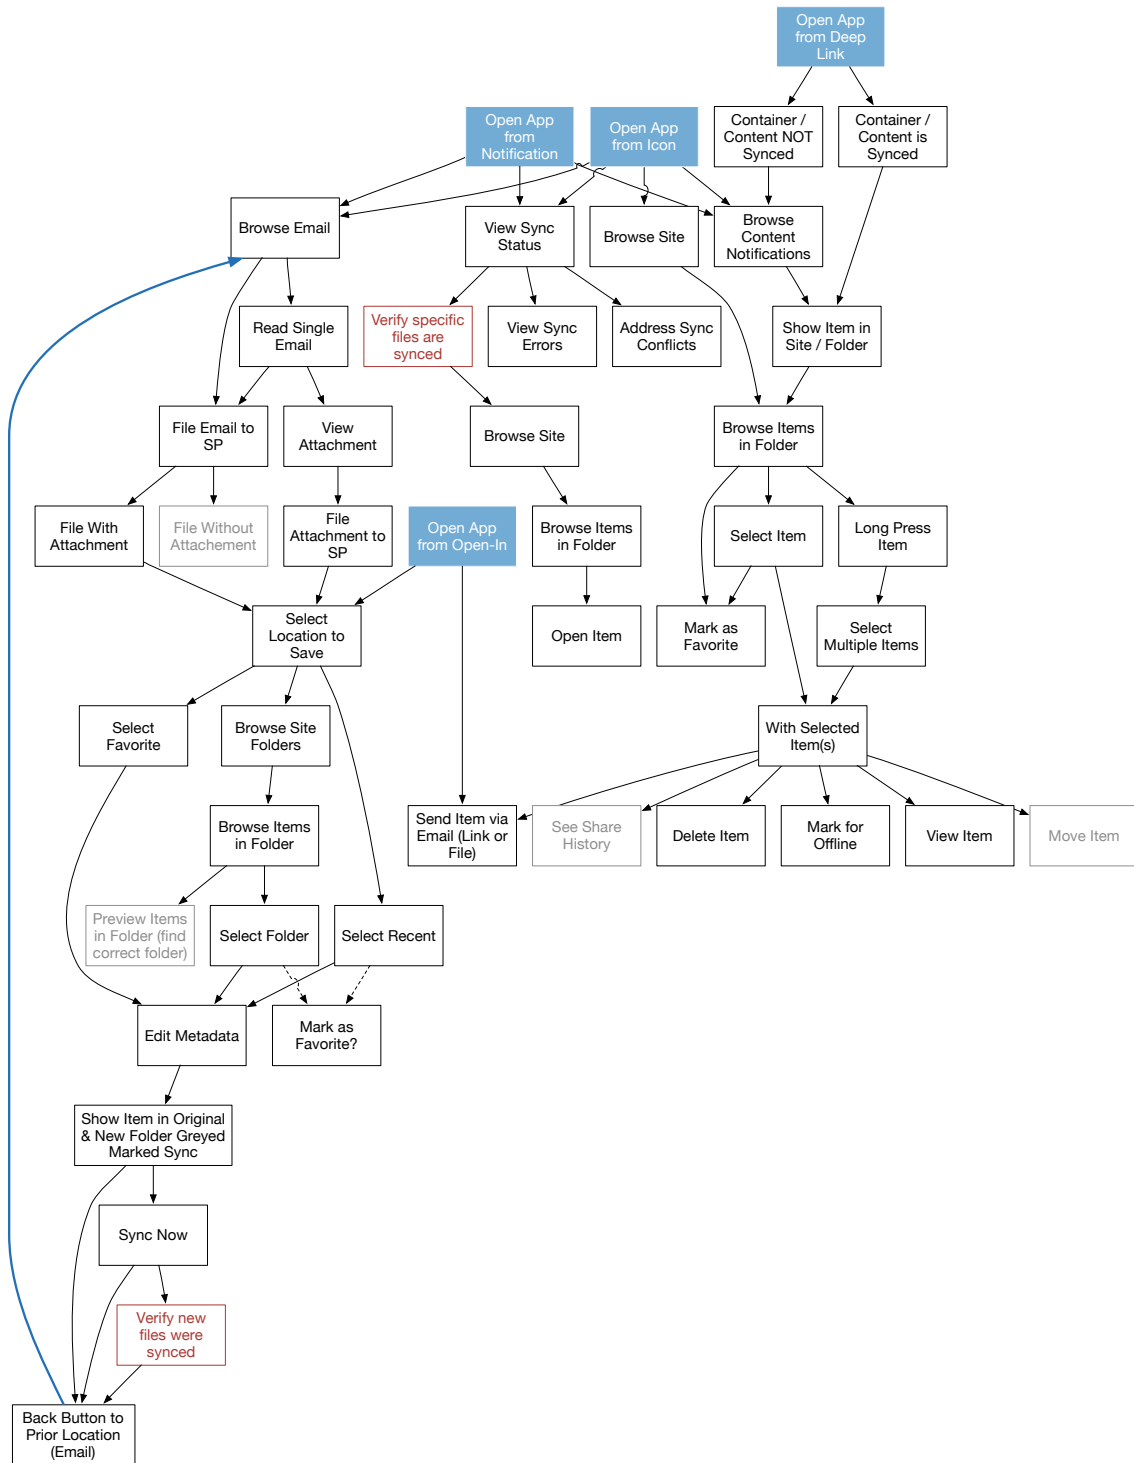 Open App
from Deep
Link
Open App
from
Notification
Open App
from Icon
Container /
Content NOT
Synced
Container /
Content is
Synced
Browse Email
View Sync
Status
Browse Site
Browse
Content
Notifications
Read Single
Email
Verify specific
files are
synced
View Sync
Errors
Address Sync
Conflicts
Show Item in
Site / Folder
File Email to
SP
View
Attachment
Browse Site
Browse Items
in Folder
File With
Attachment
File Without
Attachement
File
Attachment to
SP
Open App
from Open-In
Browse Items
in Folder
Select Item
Long Press
Item
Select
Location to
Save
Open Item
Mark as
Favorite
Select
Multiple Items
Select
Favorite
Browse Site
Folders
With Selected
Item(s)
Browse Items
in Folder
Send Item via
Email (Link or
File)
See Share
History
Delete Item
Mark for
Offline
View Item
Move Item
Preview Items
in Folder (find
correct folder)
Select Folder
Select Recent
Edit Metadata
Mark as
Favorite?
Show Item in Original
& New Folder Greyed
Marked Sync
Sync Now
Verify new
files were
synced
Back Button to
Prior Location
(Email)